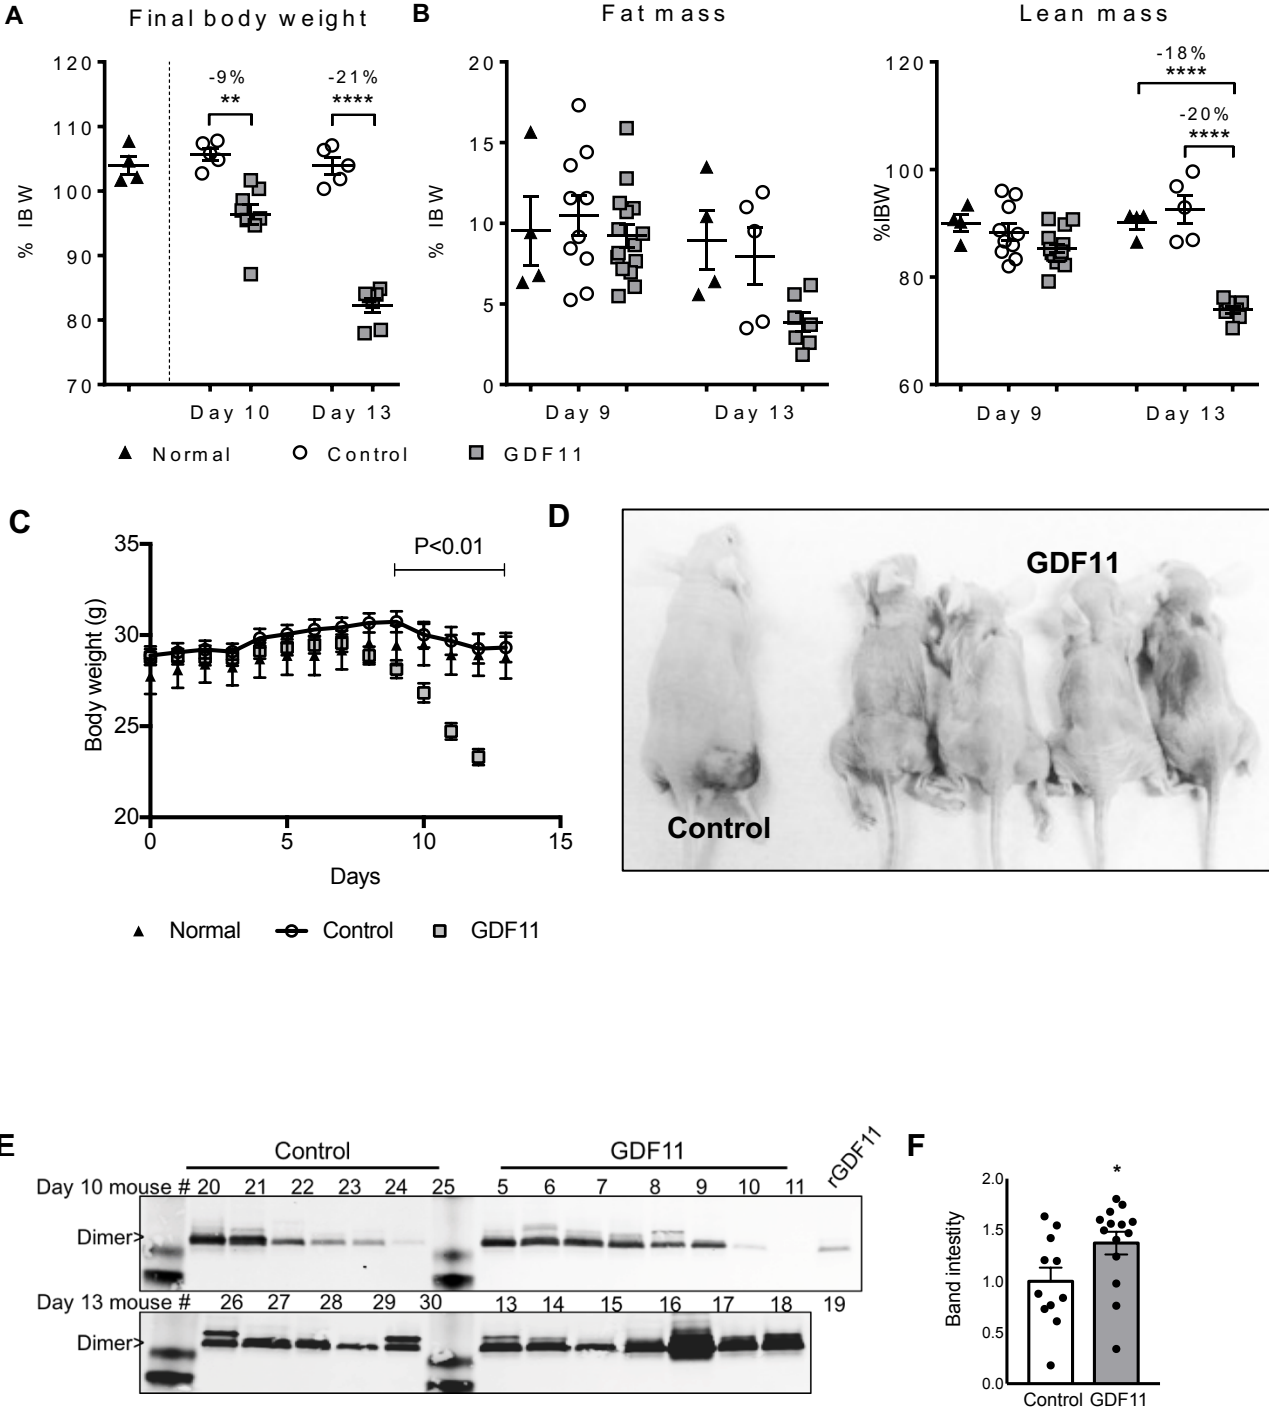 A
Final body weight
B
Fat mass
Lean mass
120
110
100
90
80
70
% IBW
-9%
**
-21%
****
Day 10
Day 13
20
15
10
5
0
% IBW
Day 9
Day 13
120
100
80
60
%IBW
-18%
****
-20%
****
Day 9
Day 13
Normal
Control
GDF11
C
35
30
25
20
Body weight (g)
P<0.01
0
5
10
15
Days
Normal
Control
GDF11
D
GDF11
Control
E
Control
GDF11
rGDF11
Day 10 mouse # 20 21 22 23 24 25 5 6 7 8 9 10 11
Dimer>
Day 13 mouse # 26 27 28 29 30 13 14 15 16 17 18 19
Dimer>
F
*
2.0
1.5
1.0
0.5
0.0
Band intestity
Control GDF11